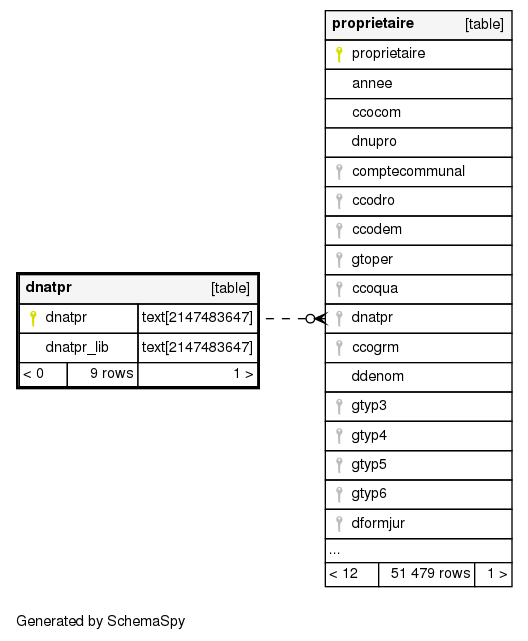 proprietaire [table]
proprietaire
annee
ccocom
dnupro
comptecommunal
ccodro
ccodem
gtoper
ccoqua
dnatpr
ccogrm
ddenom
gtyp3
gtyp4
gtyp5
gtyp6
dformjur
...
< 12 51 479 rows 1 >
dnatpr [table]
dnatpr text[2147483647]
dnatpr_lib text[2147483647]
< 0 9 rows 1 >
Generated by SchemaSpy